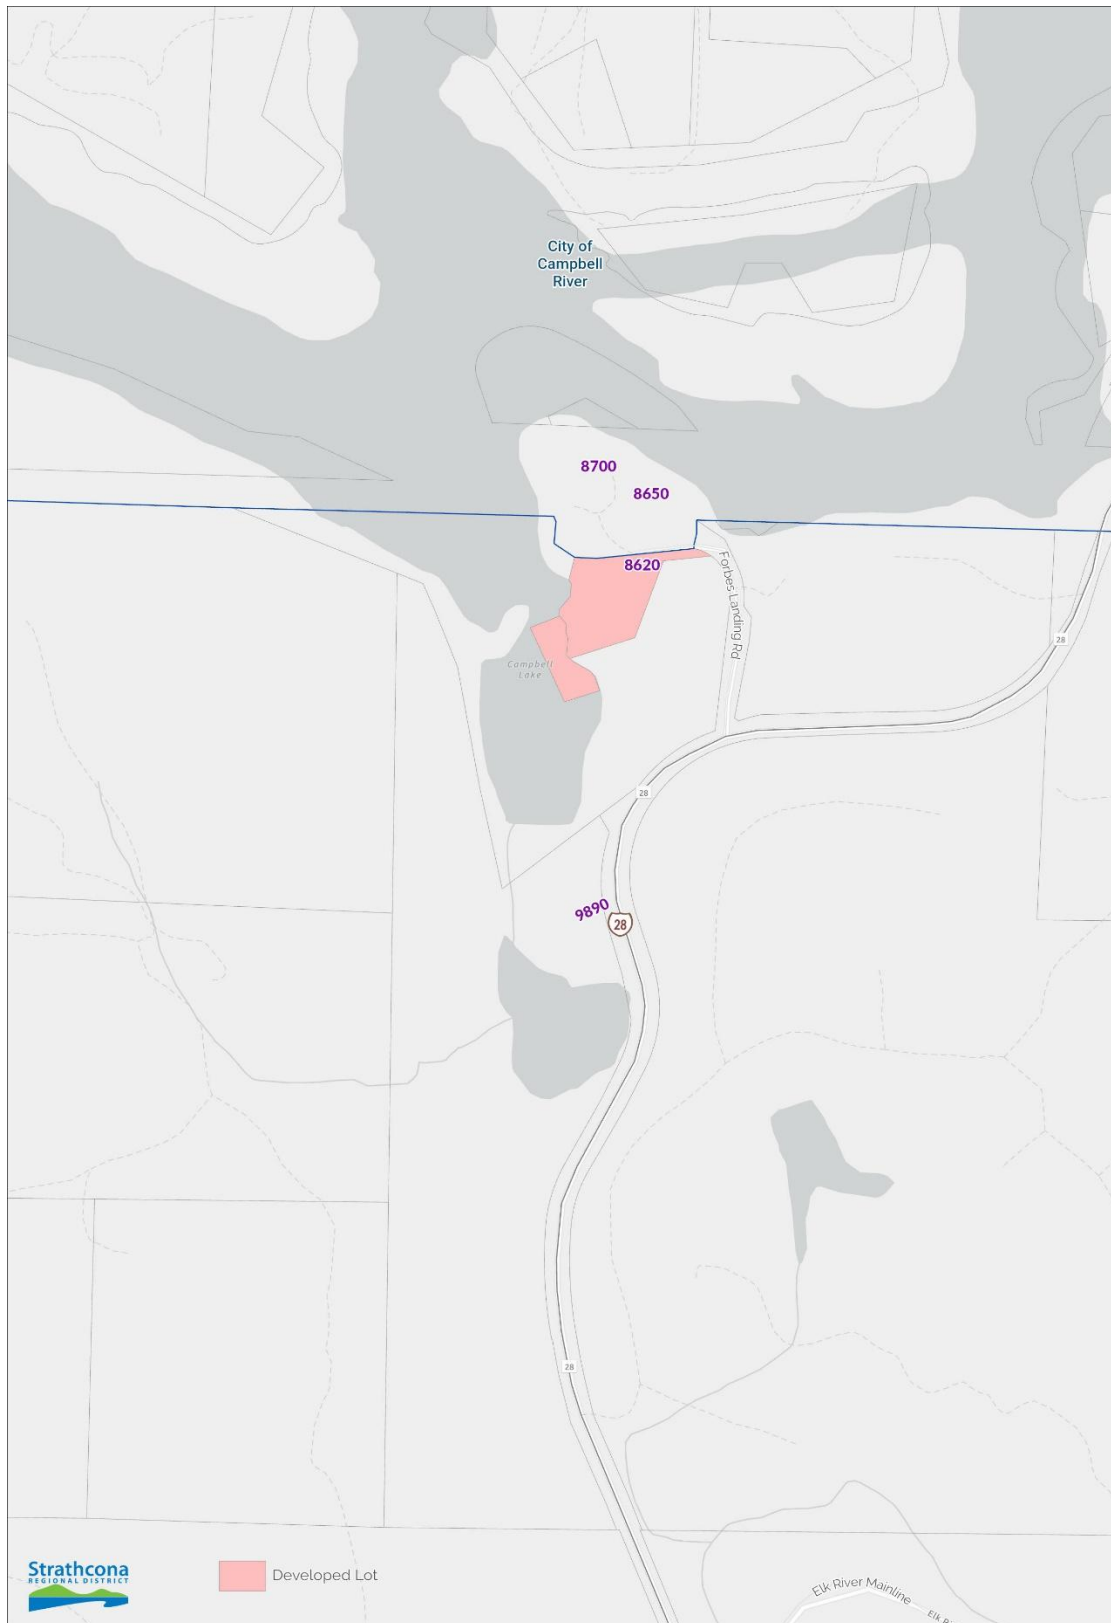 City of
Campbell
River
8700
8650
8620
Forbes Landing Rd
28
Campbell
Lake
28
9890
28
28
Strathcona
REGIONAL DISTRICT
Developed Lot
Elk River Mainline